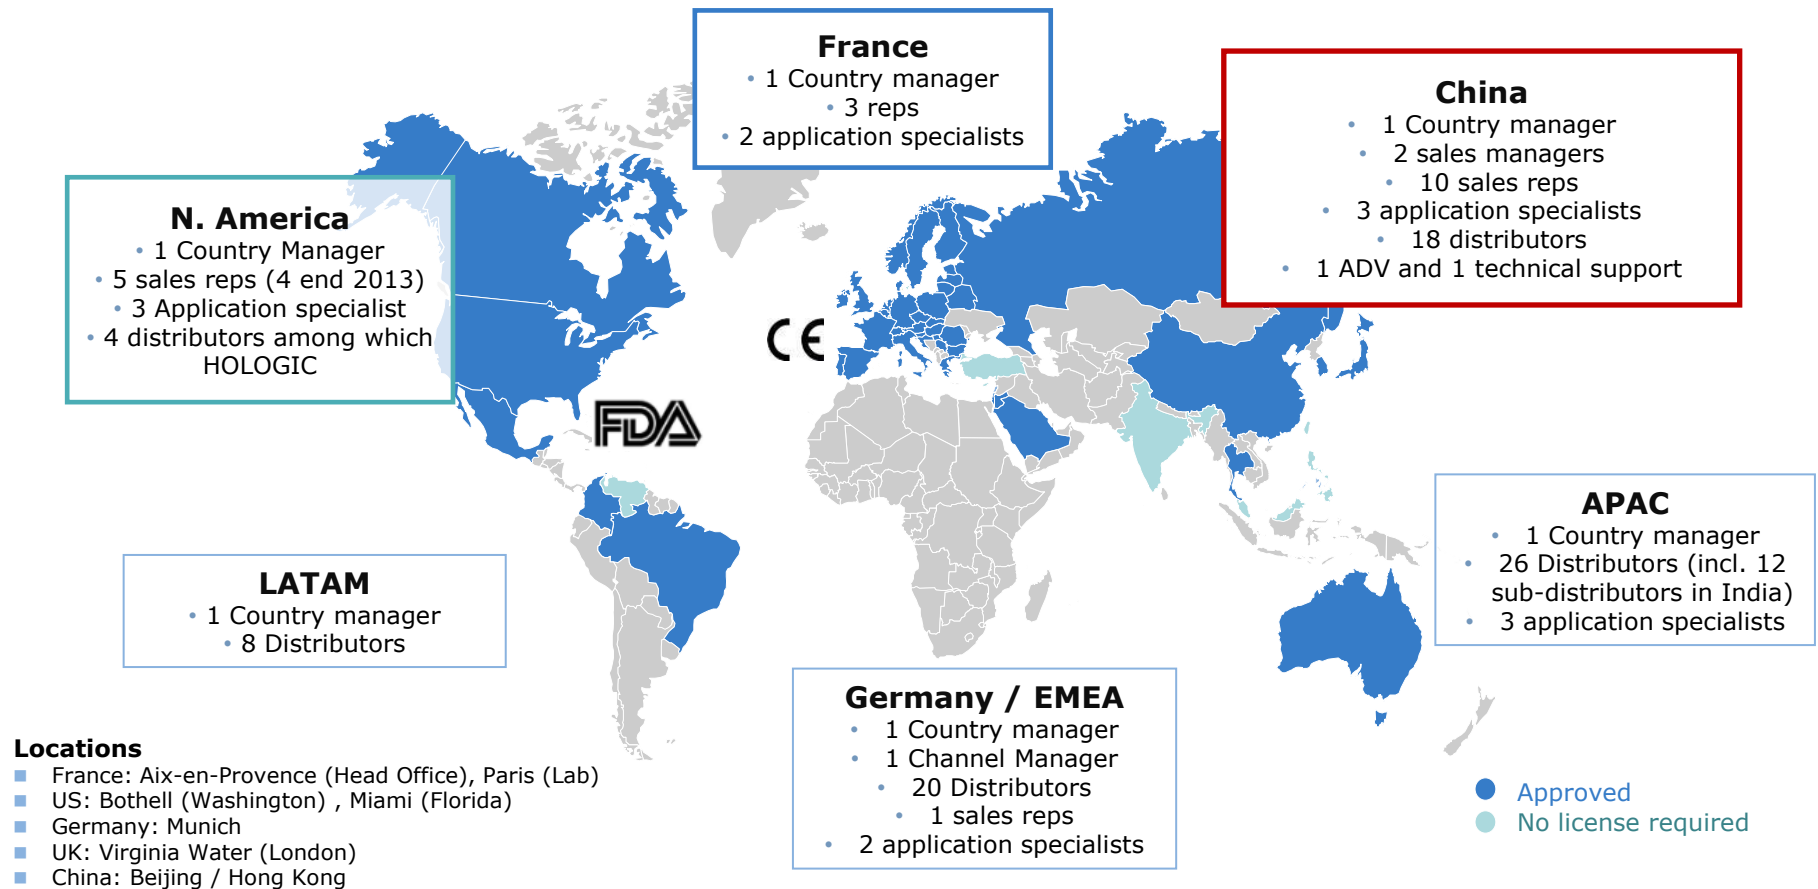 France
• 1 Country manager
• 3 reps
• 2 application specialists
China
• 1 Country manager
• 2 sales managers
• 10 sales reps
• 3 application specialists
• 18 distributors
• 1 ADV and 1 technical support
N. America
• 1 Country Manager
• 5 sales reps (4 end 2013)
• 3 Application specialist
• 4 distributors among which
HOLOGIC
CE
FDA
APAC
• 1 Country manager
• 26 Distributors (incl. 12
sub-distributors in India)
• 3 application specialists
LATAM
• 1 Country manager
• 8 Distributors
Germany / EMEA
• 1 Country manager
• 1 Channel Manager
• 20 Distributors
• 1 sales reps
• 2 application specialists
Locations
France: Aix-en-Provence (Head Office), Paris (Lab)
US: Bothell (Washington) , Miami (Florida)
Germany: Munich
UK: Virginia Water (London)
China: Beijing / Hong Kong
Approved
No license required